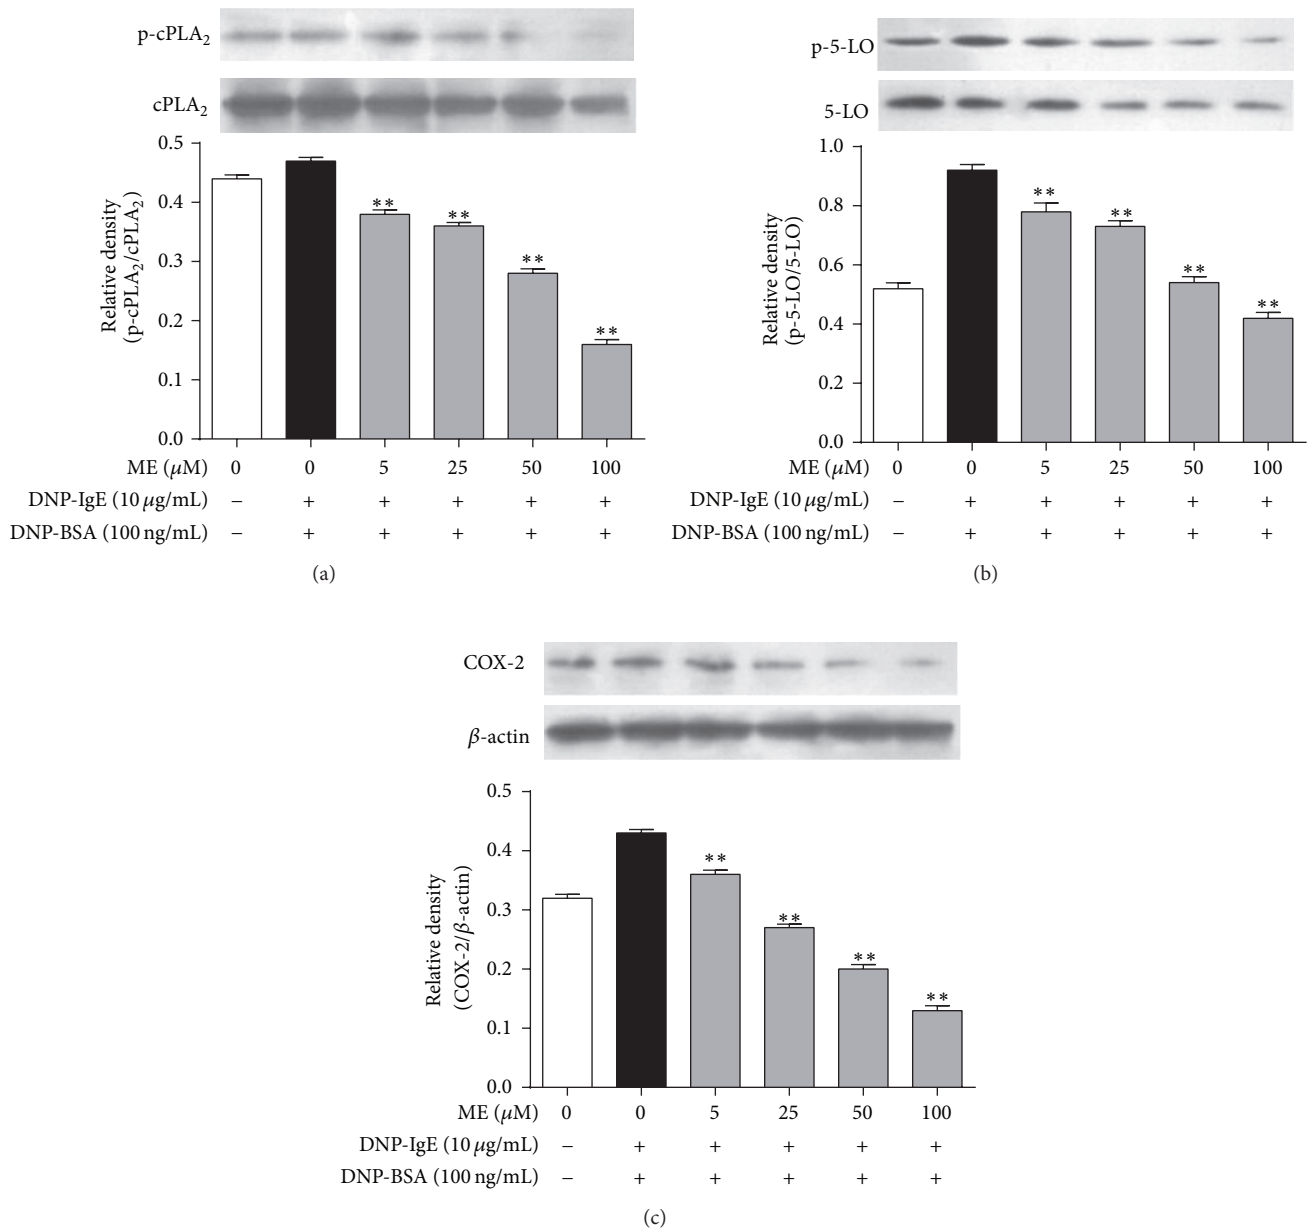 p-cPLA₂
cPLA₂
0.5
0.4
0.3
0.2
0.1
0.0
Relative density
(p-cPLA₂/cPLA₂)
** ** ** **
ME (μM) 0 0 5 25 50 100
DNP-IgE (10 μg/mL) − + + + + +
DNP-BSA (100 ng/mL) − + + + + +
(a)
p-5-LO
5-LO
1.0
0.8
0.6
0.4
0.2
0.0
Relative density
(p-5-LO/5-LO)
** ** ** **
ME (μM) 0 0 5 25 50 100
DNP-IgE (10 μg/mL) − + + + + +
DNP-BSA (100 ng/mL) − + + + + +
(b)
COX-2
β-actin
0.5
0.4
0.3
0.2
0.1
0.0
Relative density
(COX-2/β-actin)
** ** ** **
ME (μM) 0 0 5 25 50 100
DNP-IgE (10 μg/mL) − + + + + +
DNP-BSA (100 ng/mL) − + + + + +
(c)